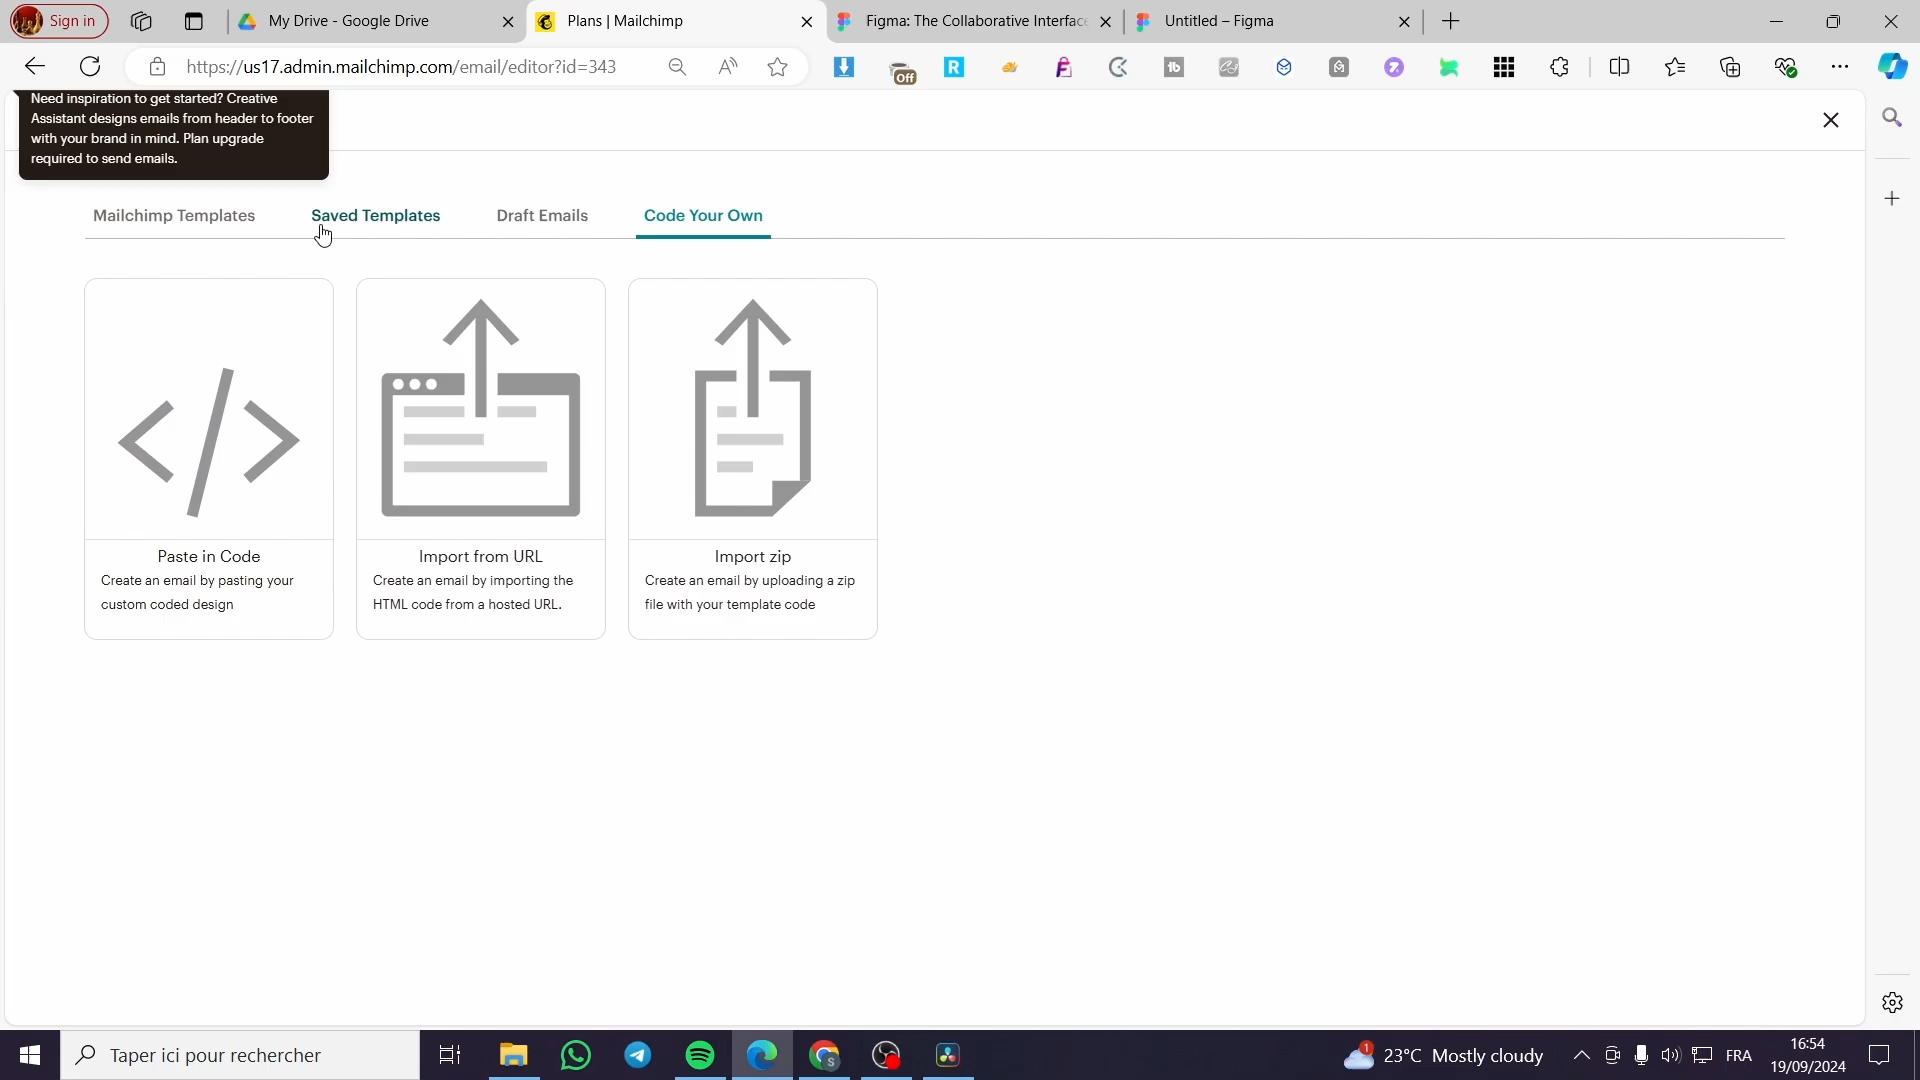 Sign in
My Drive - Google Drive
Plans | Mailchimp
Figma: The Collaborative Interface
Untitled – Figma
https://us17.admin.mailchimp.com/email/editor?id=343
Off
Need inspiration to get started? Creative
Assistant designs emails from header to footer
with your brand in mind. Plan upgrade
required to send emails.
Mailchimp Templates
Saved Templates
Draft Emails
Code Your Own
Paste in Code
Create an email by pasting your
custom coded design
Import from URL
Create an email by importing the
HTML code from a hosted URL.
Import zip
Create an email by uploading a zip
file with your template code
Taper ici pour rechercher
1
23°C Mostly cloudy
FRA
16:54
19/09/2024